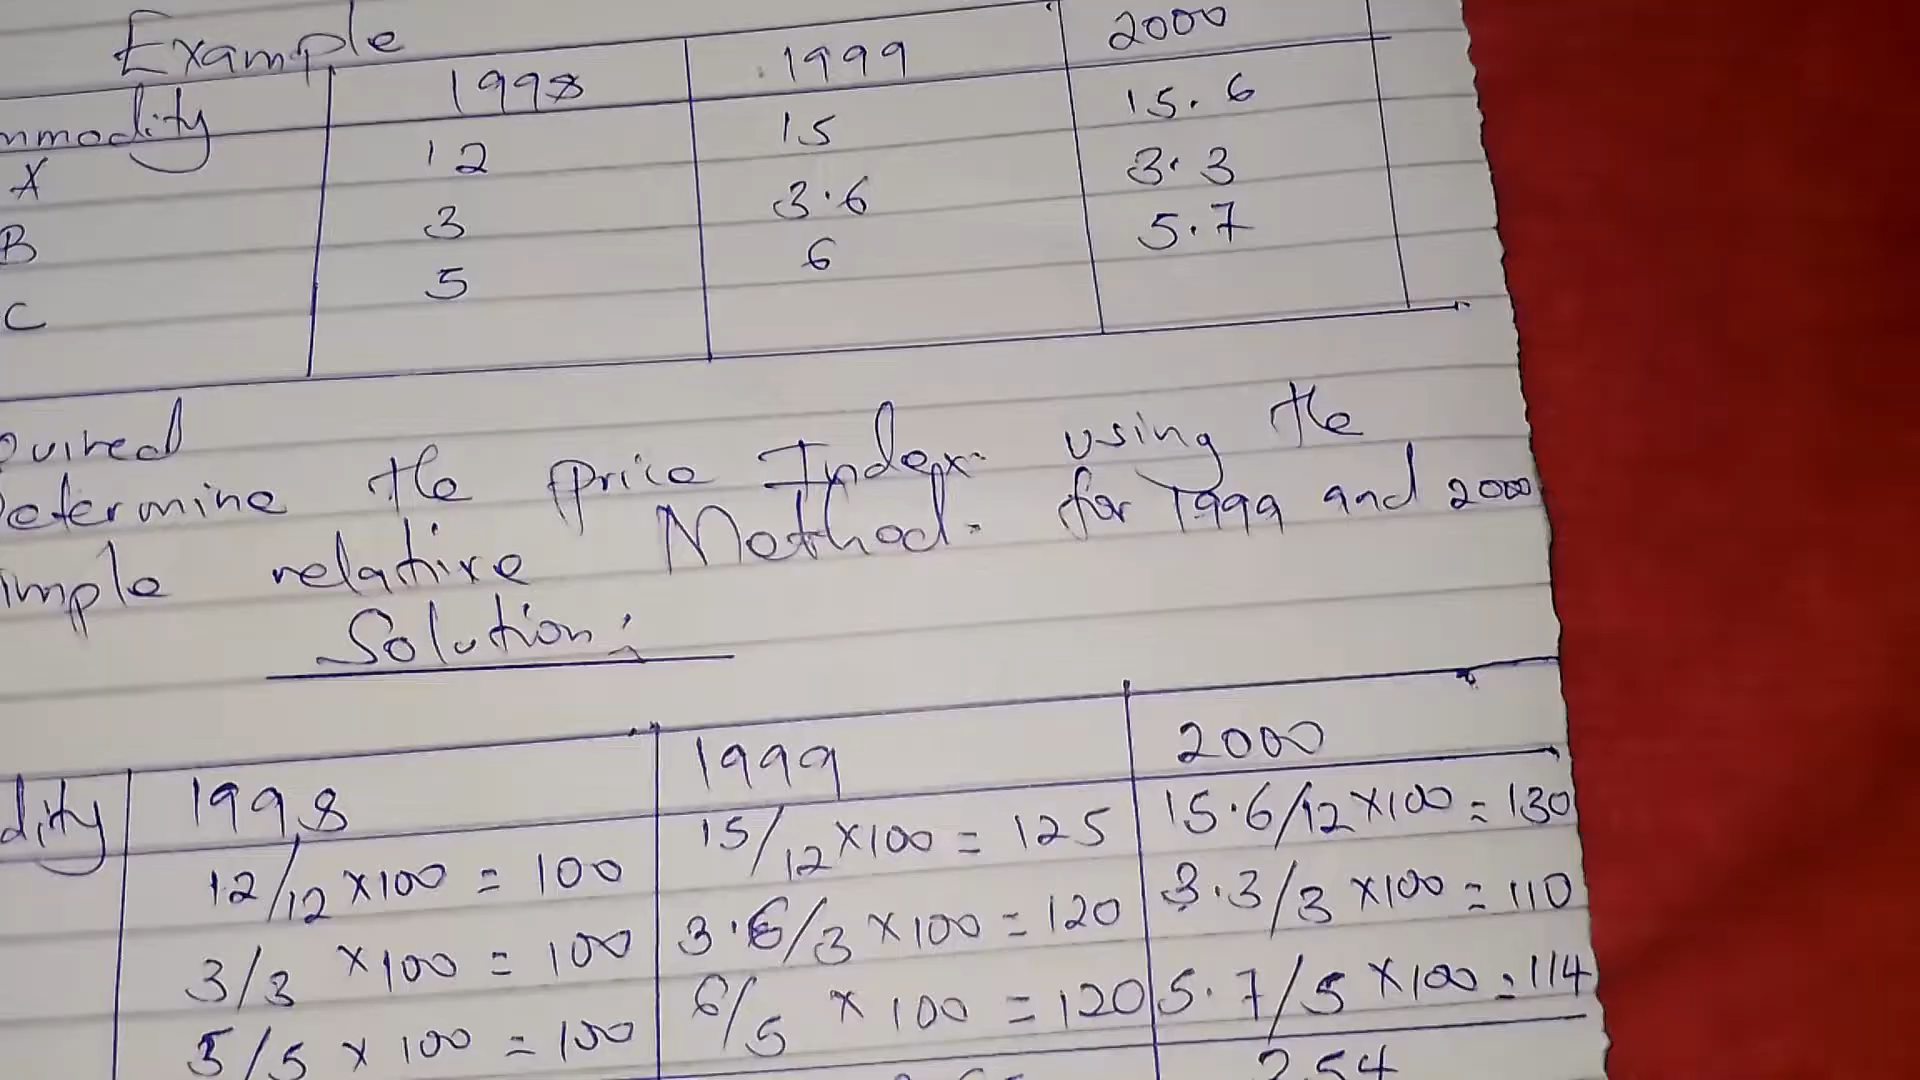 Example
mmodity 1998 1999 2000
X 12 15 15.6
B 3 3.6 3.3
C 5 6 5.7
quired
Determine the price Index using the
imple relative Method. for 1999 and 2000
Solution:
dity 1998 1999 2000
12/12 x100 = 100 15/12 x100 = 125 15.6/12 x100 = 130
3/3 x100 = 100 3.6/3 x100 = 120 3.3/3 x100 = 110
5/5 x 100 = 100 6/5 x 100 = 120 5.7/5 x100 = 114
354